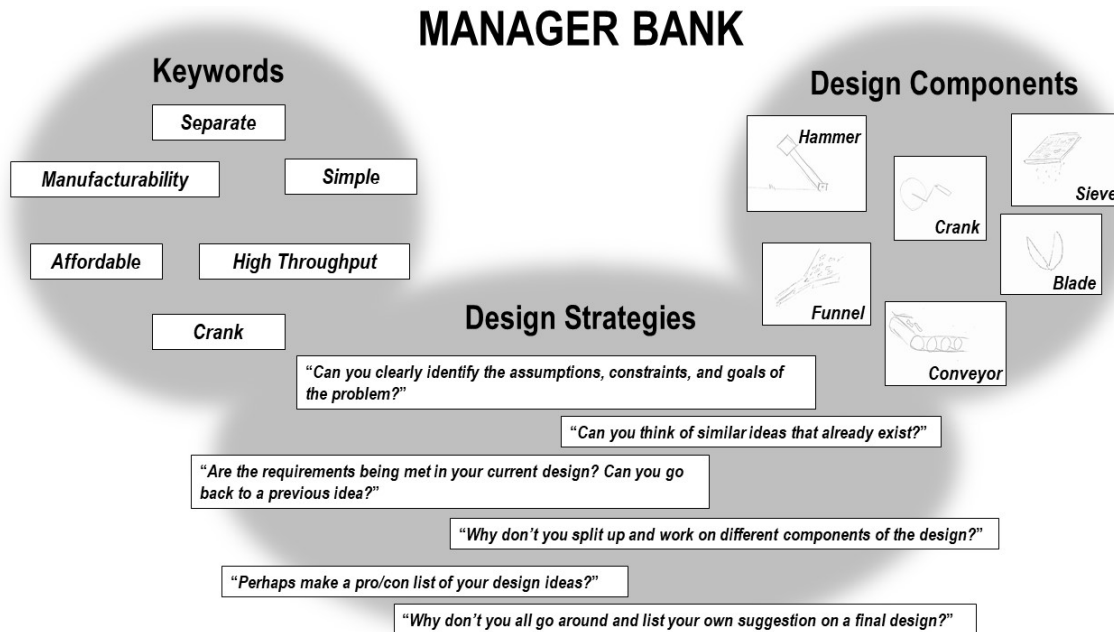 MANAGER BANK
Keywords
Separate
Manufacturability
Simple
Affordable
High Throughput
Crank
Design Components
Hammer
Crank
Sieve
Funnel
Blade
Conveyor
Design Strategies
“Can you clearly identify the assumptions, constraints, and goals of
the problem?”
“Can you think of similar ideas that already exist?”
“Are the requirements being met in your current design? Can you go
back to a previous idea?”
“Why don’t you split up and work on different components of the design?”
“Perhaps make a pro/con list of your design ideas?”
“Why don’t you all go around and list your own suggestion on a final design?”